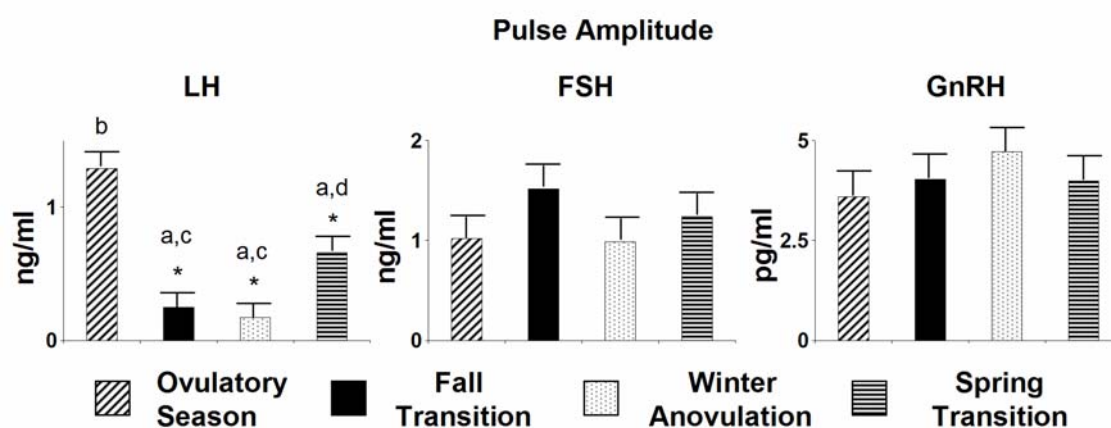 Pulse Amplitude
LH
FSH
GnRH
b
a,c
*
a,c
*
a,d
*
ng/ml
1
0
ng/ml
2
1
0
pg/ml
5
2.5
0
Ovulatory
Season
Fall
Transition
Winter
Anovulation
Spring
Transition